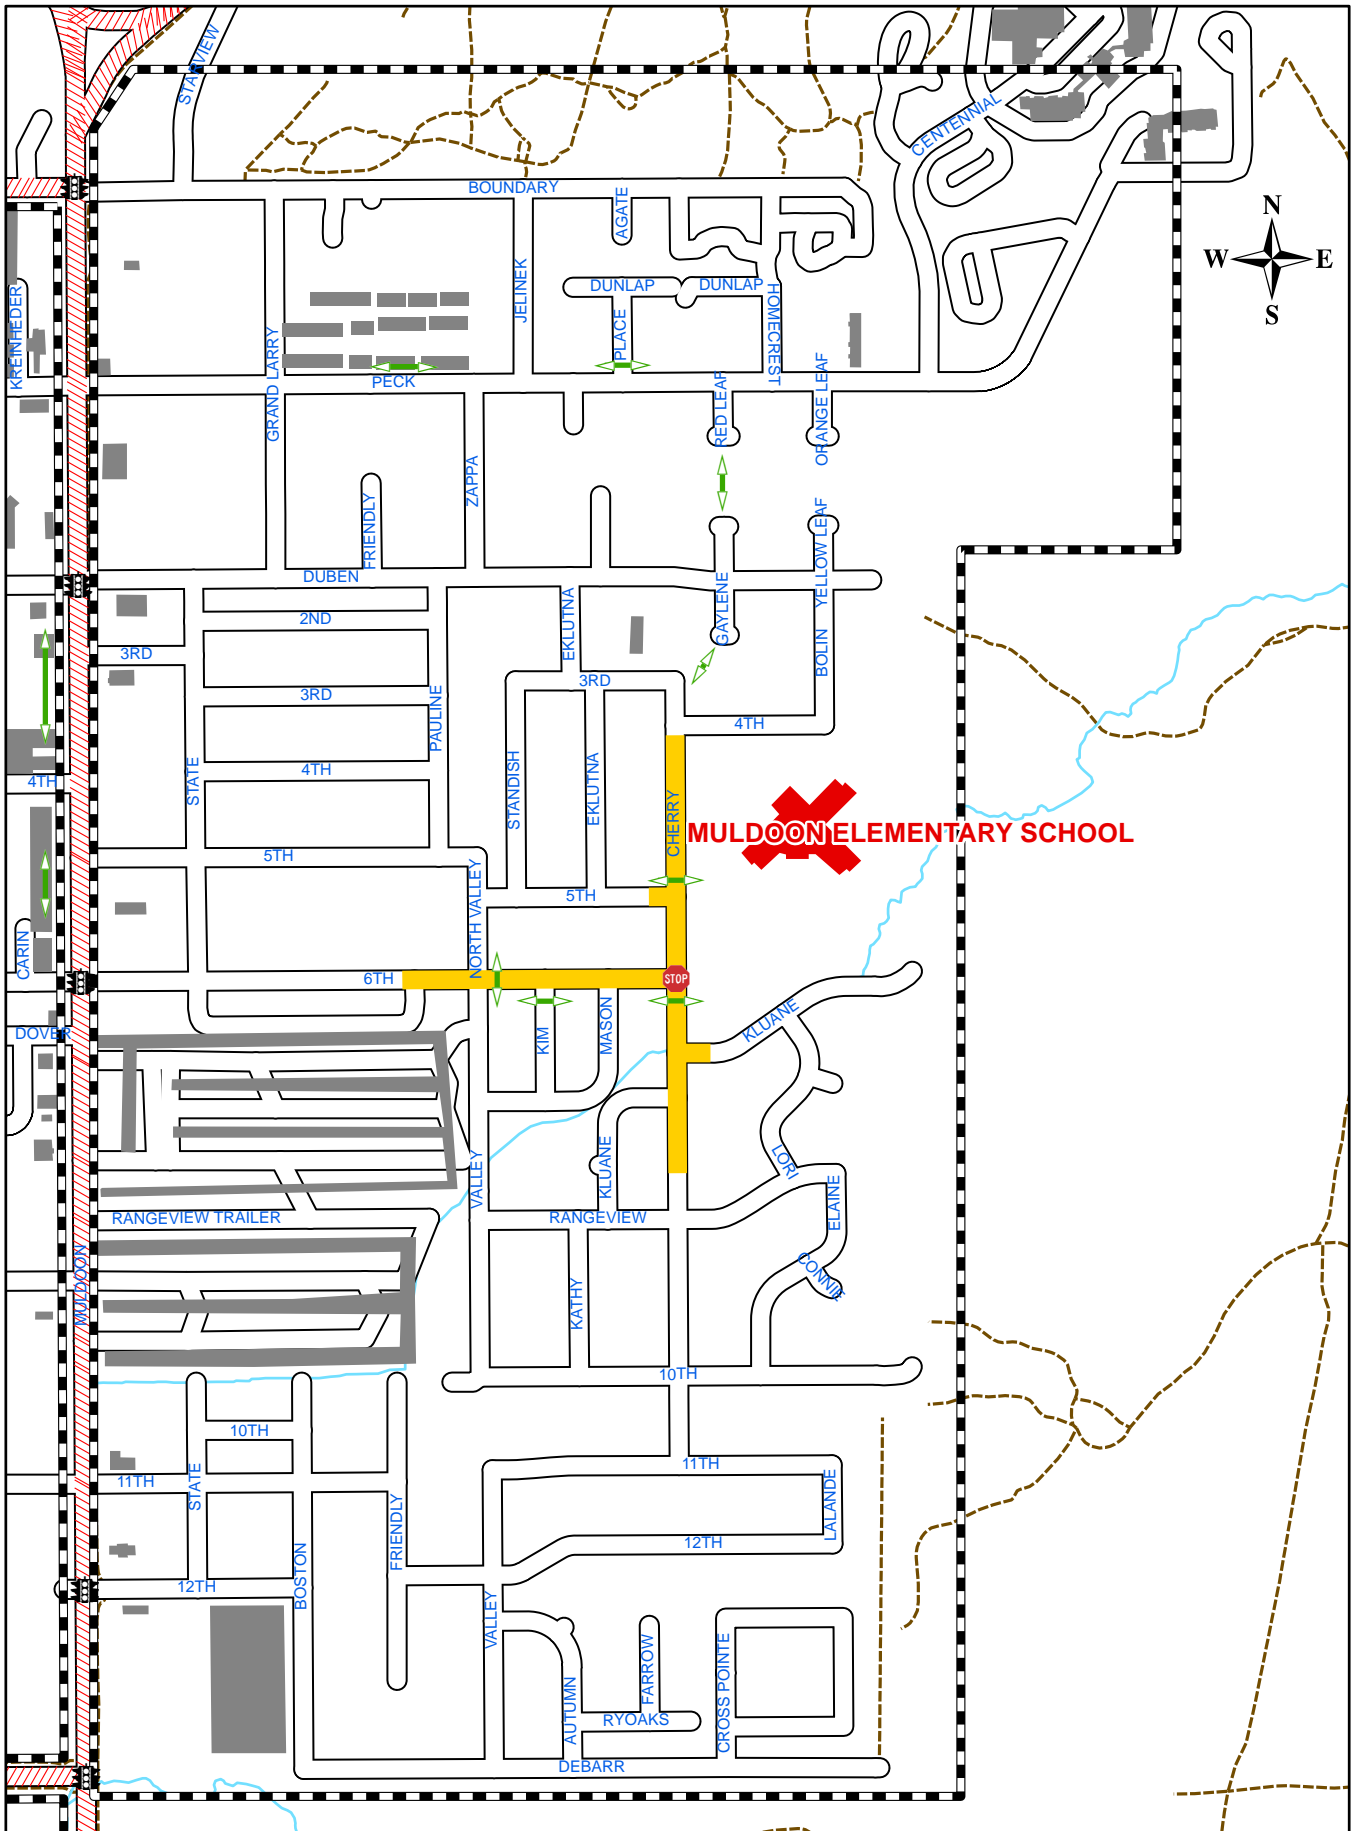 STARVIEW
CENTENNIAL
BOUNDARY
AGATE
N
W E
S
KREINHEDER
JELINEK
DUNLAP
DUNLAP
HOMECREST
PLACE
GRAND LARRY
PECK
RED LEAF
ORANGE LEAF
ZAPPA
FRIENDLY
YELLOW LEAF
DUBEN
GAYLENE
EKLUTNA
2ND
BOLIN
3RD
3RD
3RD
PAULINE
4TH
STATE
4TH
4TH
STANDISH
EKLUTNA
CHERRY
MULDOON ELEMENTARY SCHOOL
5TH
5TH
NORTH VALLEY
CARIN
6TH
STOP
DOVER
KIM
MASON
KLUANE
KLUANE
LORI
VALLEY
ELAINE
RANGEVIEW TRAILER
RANGEVIEW
MULDOON
KATHY
CONNIE
10TH
10TH
11TH
11TH
STATE
FRIENDLY
LALANDE
12TH
BOSTON
12TH
VALLEY
AUTUMN
FARROW
CROSS POINTE
RYOAKS
DEBARR